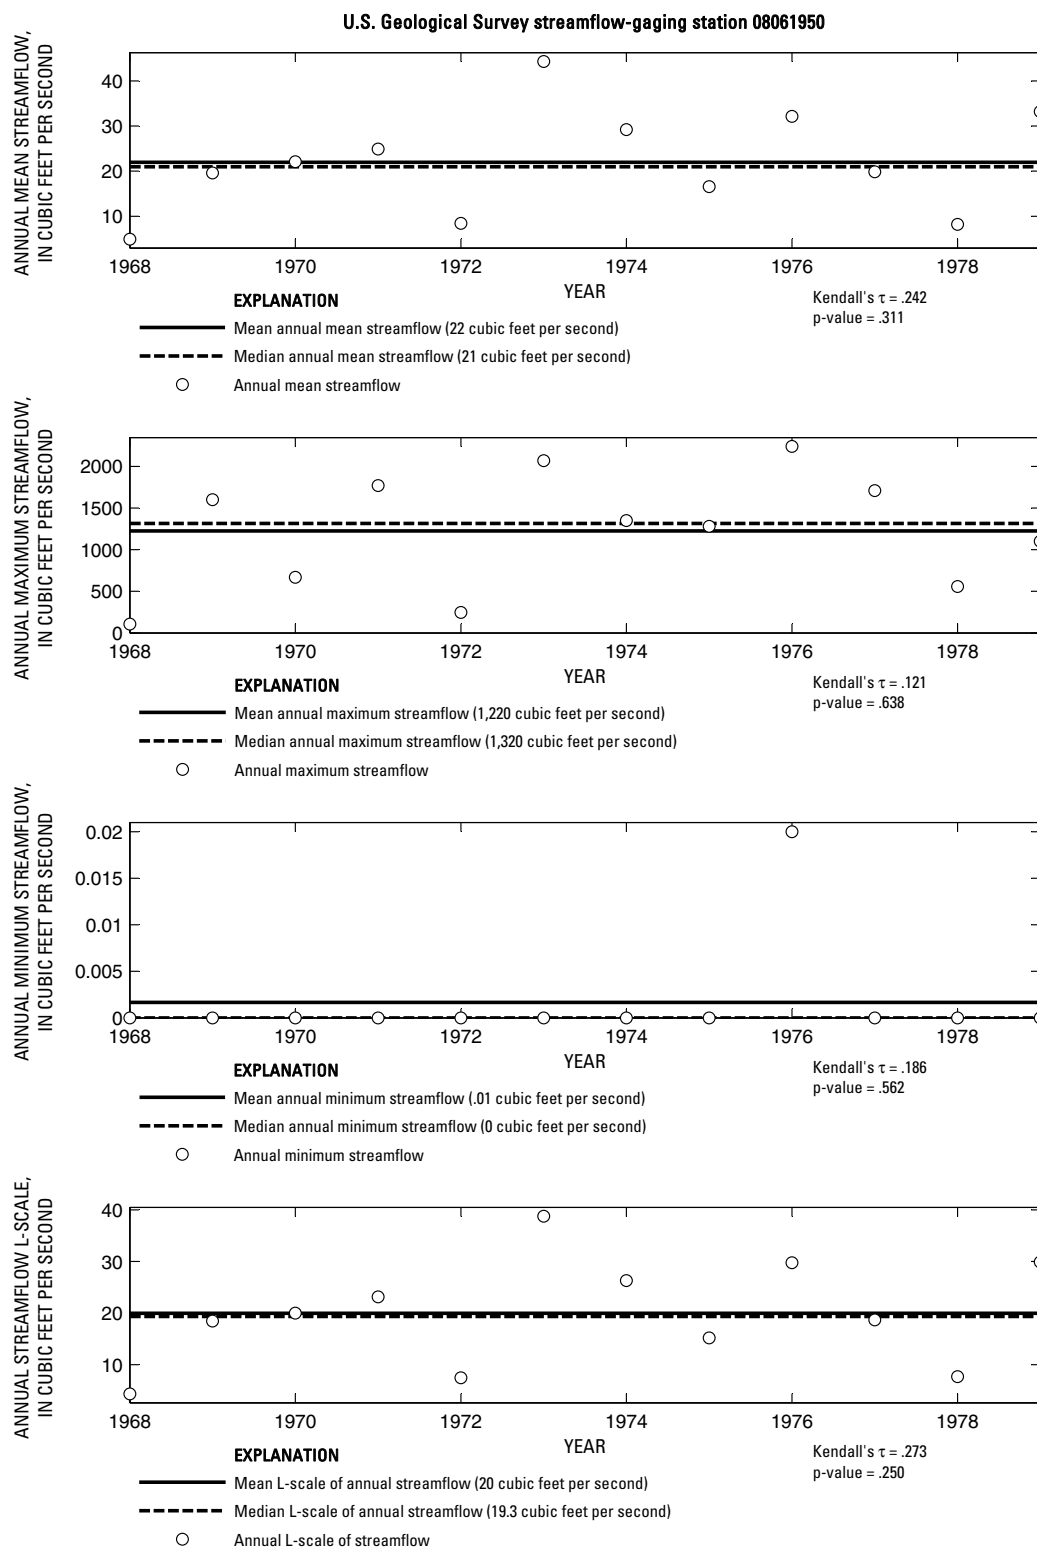 U.S. Geological Survey streamflow-gaging station 08061950
ANNUAL MEAN STREAMFLOW,
IN CUBIC FEET PER SECOND
40
30
20
10
1968 1970 1972 1974 1976 1978
YEAR
EXPLANATION
Mean annual mean streamflow (22 cubic feet per second)
Median annual mean streamflow (21 cubic feet per second)
Annual mean streamflow
Kendall's τ = .242
p-value = .311
ANNUAL MAXIMUM STREAMFLOW,
IN CUBIC FEET PER SECOND
2000
1500
1000
500
0
1968 1970 1972 1974 1976 1978
YEAR
EXPLANATION
Mean annual maximum streamflow (1,220 cubic feet per second)
Median annual maximum streamflow (1,320 cubic feet per second)
Annual maximum streamflow
Kendall's τ = .121
p-value = .638
ANNUAL MINIMUM STREAMFLOW,
IN CUBIC FEET PER SECOND
0.02
0.015
0.01
0.005
0
1968 1970 1972 1974 1976 1978
YEAR
EXPLANATION
Mean annual minimum streamflow (.01 cubic feet per second)
Median annual minimum streamflow (0 cubic feet per second)
Annual minimum streamflow
Kendall's τ = .186
p-value = .562
ANNUAL STREAMFLOW L-SCALE,
IN CUBIC FEET PER SECOND
40
30
20
10
1968 1970 1972 1974 1976 1978
YEAR
EXPLANATION
Mean L-scale of annual streamflow (20 cubic feet per second)
Median L-scale of annual streamflow (19.3 cubic feet per second)
Annual L-scale of streamflow
Kendall's τ = .273
p-value = .250